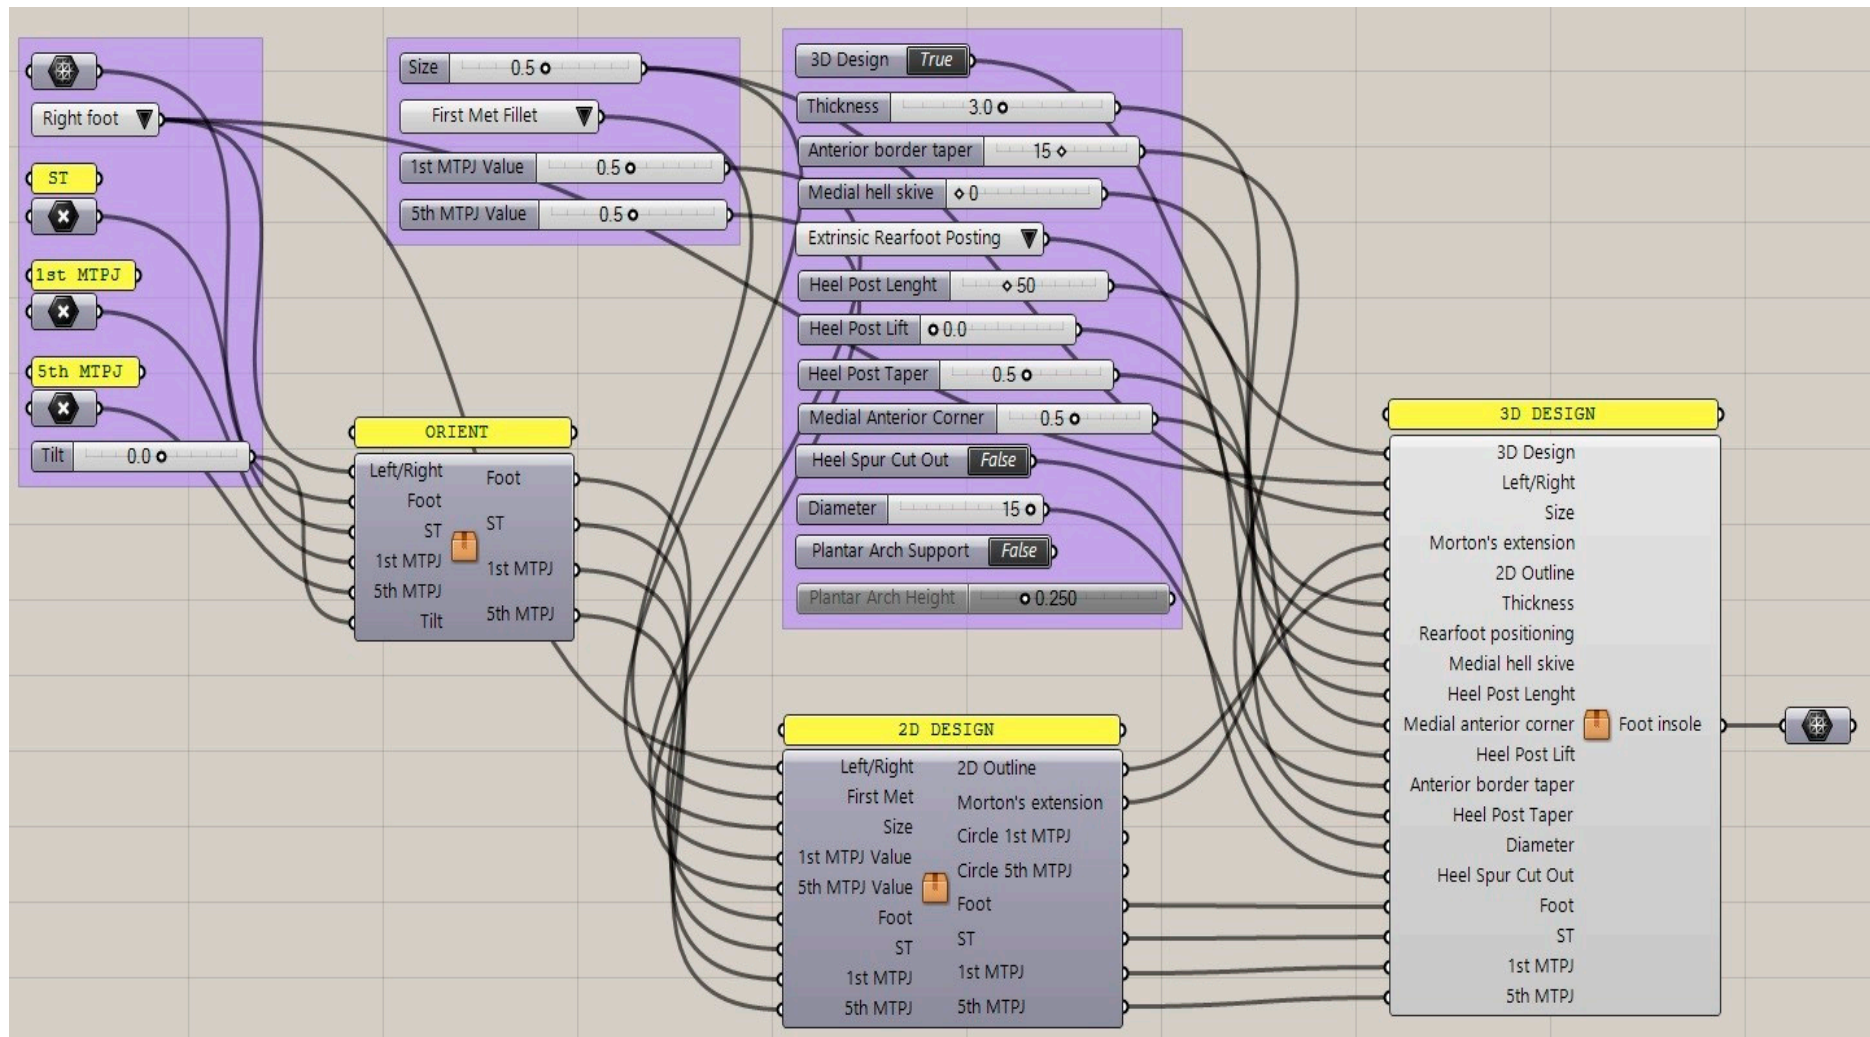 Right foot
ST
1st MTPJ
5th MTPJ
Tilt 0.0
Size 0.5
First Met Fillet
1st MTPJ Value 0.5
5th MTPJ Value 0.5
3D Design True
Thickness 3.0
Anterior border taper 15
Medial hell skive 0
Extrinsic Rearfoot Posting
Heel Post Lenght 50
Heel Post Lift 0.0
Heel Post Taper 0.5
Medial Anterior Corner 0.5
Heel Spur Cut Out False
Diameter 15
Plantar Arch Support False
Plantar Arch Height 0.250
ORIENT
Left/Right
Foot
ST
1st MTPJ
5th MTPJ
Tilt
Foot
ST
1st MTPJ
5th MTPJ
2D DESIGN
Left/Right
First Met
Size
1st MTPJ Value
5th MTPJ Value
Foot
ST
1st MTPJ
5th MTPJ
2D Outline
Morton's extension
Circle 1st MTPJ
Circle 5th MTPJ
Foot
ST
1st MTPJ
5th MTPJ
3D DESIGN
3D Design
Left/Right
Size
Morton's extension
2D Outline
Thickness
Rearfoot positioning
Medial hell skive
Heel Post Lenght
Medial anterior corner
Heel Post Lift
Anterior border taper
Heel Post Taper
Diameter
Heel Spur Cut Out
Foot
ST
1st MTPJ
5th MTPJ
Foot insole